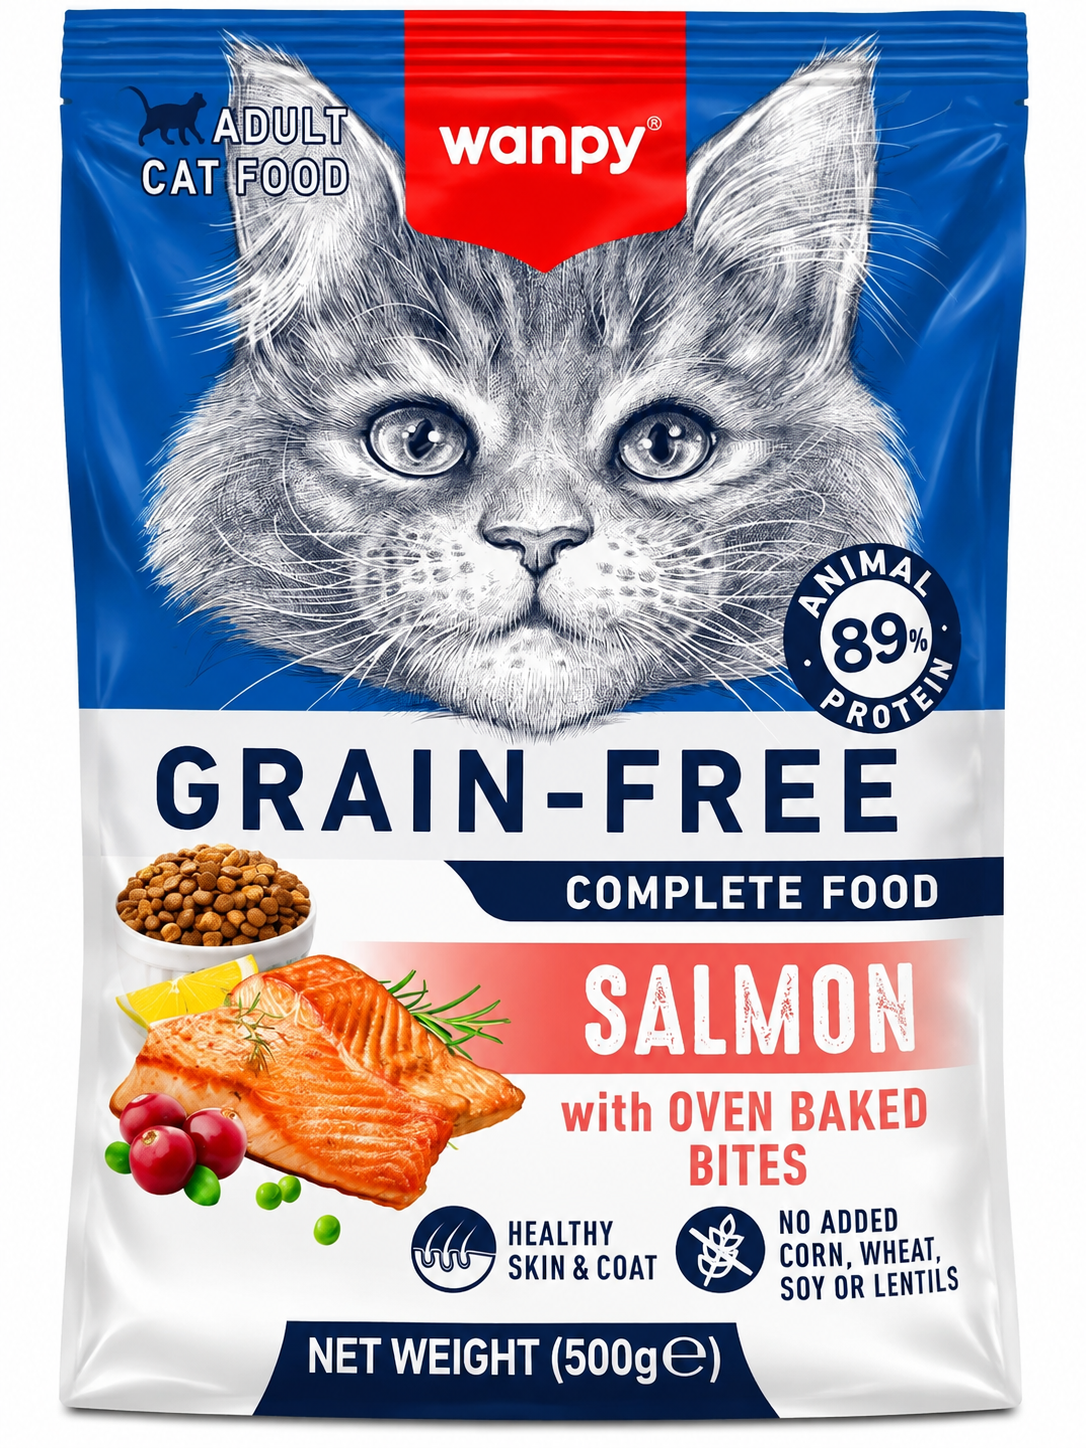 ADULT
CAT FOOD
wanpy®
ANIMAL
89%
PROTEIN
GRAIN-FREE
COMPLETE FOOD
SALMON
with OVEN BAKED
BITES
HEALTHY
SKIN & COAT
NO ADDED
CORN, WHEAT,
SOY OR LENTILS
NET WEIGHT (500g℮)